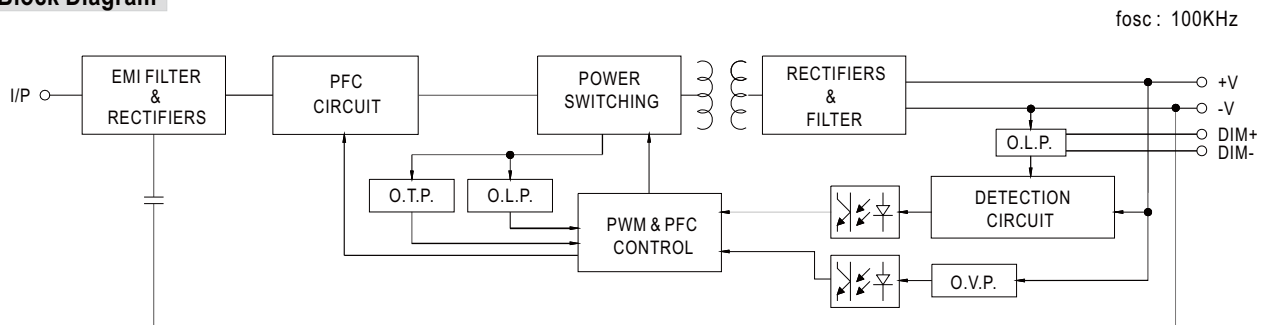 Block Diagram
fosc : 100KHz
I/P
EMI FILTER
&
RECTIFIERS
PFC
CIRCUIT
POWER
SWITCHING
RECTIFIERS
&
FILTER
+V
-V
DIM+
DIM-
O.L.P.
O.T.P.
O.L.P.
PWM & PFC
CONTROL
DETECTION
CIRCUIT
O.V.P.